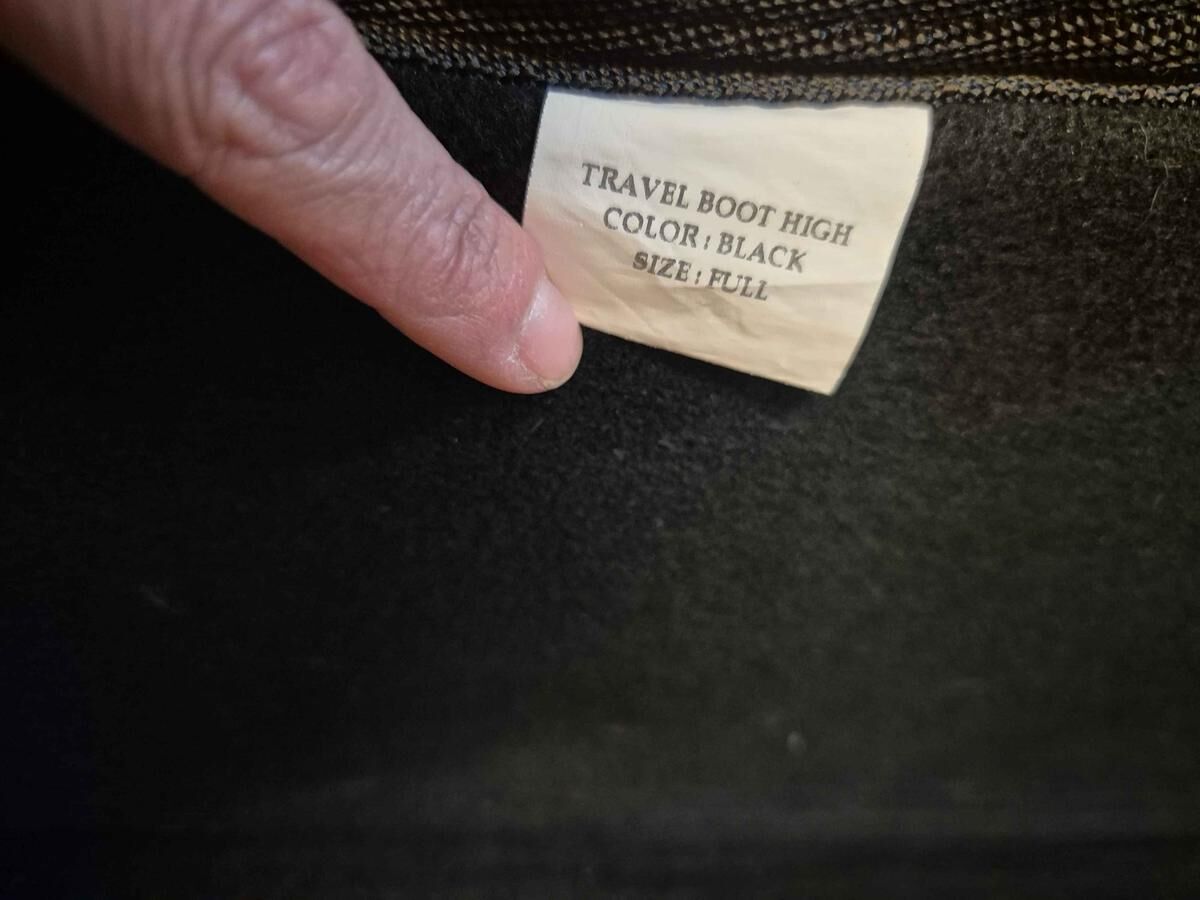 TRAVEL BOOT HIGH
COLOR : BLACK
SIZE : FULL